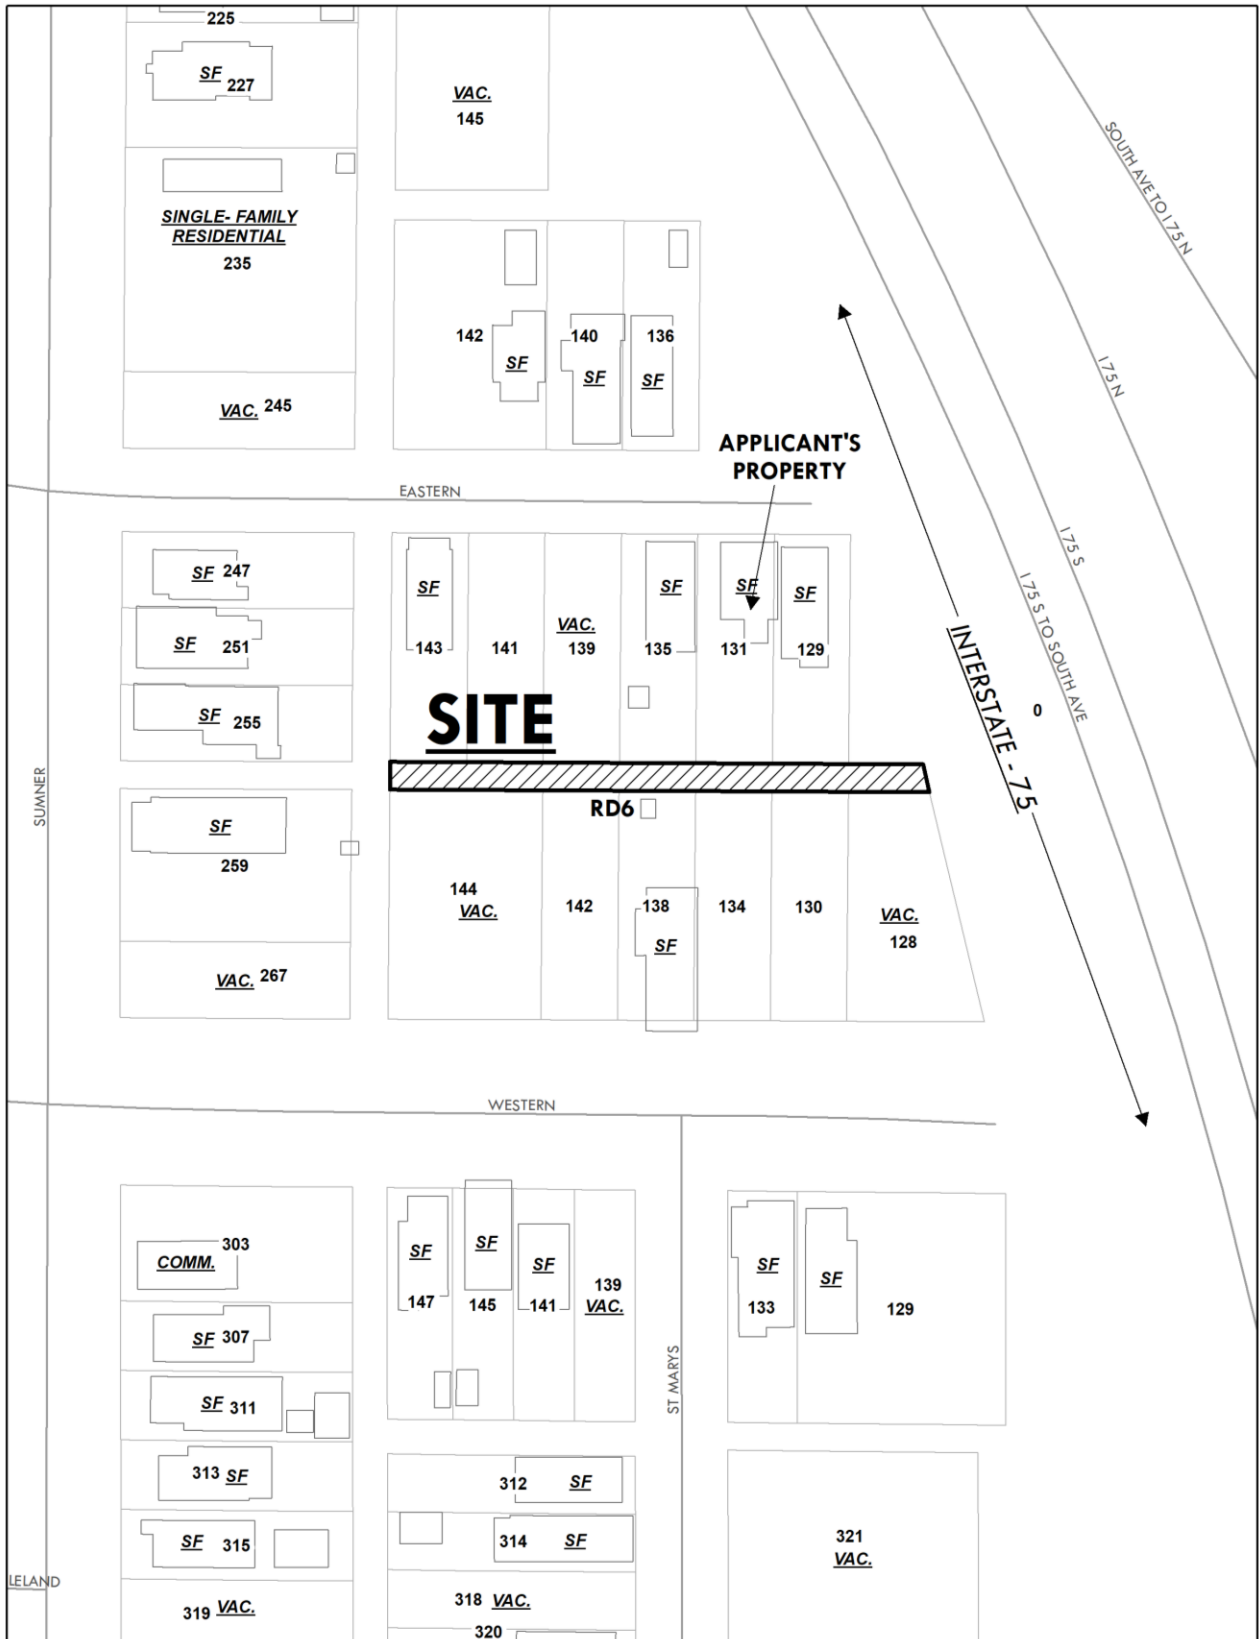 225
SF 227
VAC.
145
SOUTH AVE TO I 75 N
SINGLE- FAMILY
RESIDENTIAL
235
142
SF
140
SF
136
SF
I 75 N
VAC. 245
APPLICANT'S
PROPERTY
EASTERN
I 75 S
SF 247
SF 251
SF 255
SF
143
141
VAC.
139
SF
135
SF
131
SF
129
I 75 S TO SOUTH AVE
INTERSTATE - 75
0
SITE
RD6
SUMNER
SF
259
VAC. 267
144
VAC.
142
138
SF
134
130
VAC.
128
WESTERN
303
COMM.
SF 307
SF 311
313 SF
SF 315
319 VAC.
LELAND
SF
147
SF
145
SF
141
139
VAC.
ST MARYS
SF
133
SF
129
312 SF
314 SF
318 VAC.
320
321
VAC.